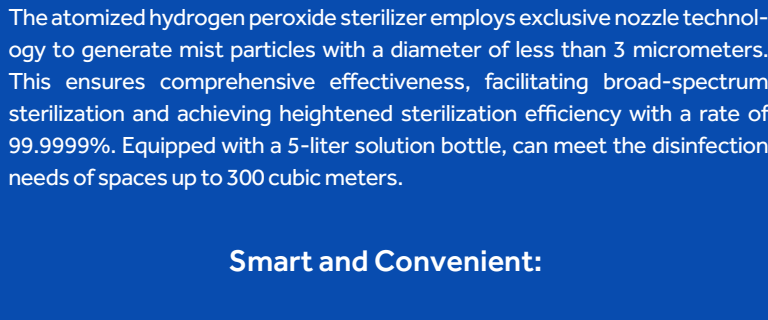 The atomized hydrogen peroxide sterilizer employs exclusive nozzle technol-
ogy to generate mist particles with a diameter of less than 3 micrometers.
This ensures comprehensive effectiveness, facilitating broad-spectrum
sterilization and achieving heightened sterilization efficiency with a rate of
99.9999%. Equipped with a 5-liter solution bottle, can meet the disinfection
needs of spaces up to 300 cubic meters.
Smart and Convenient: